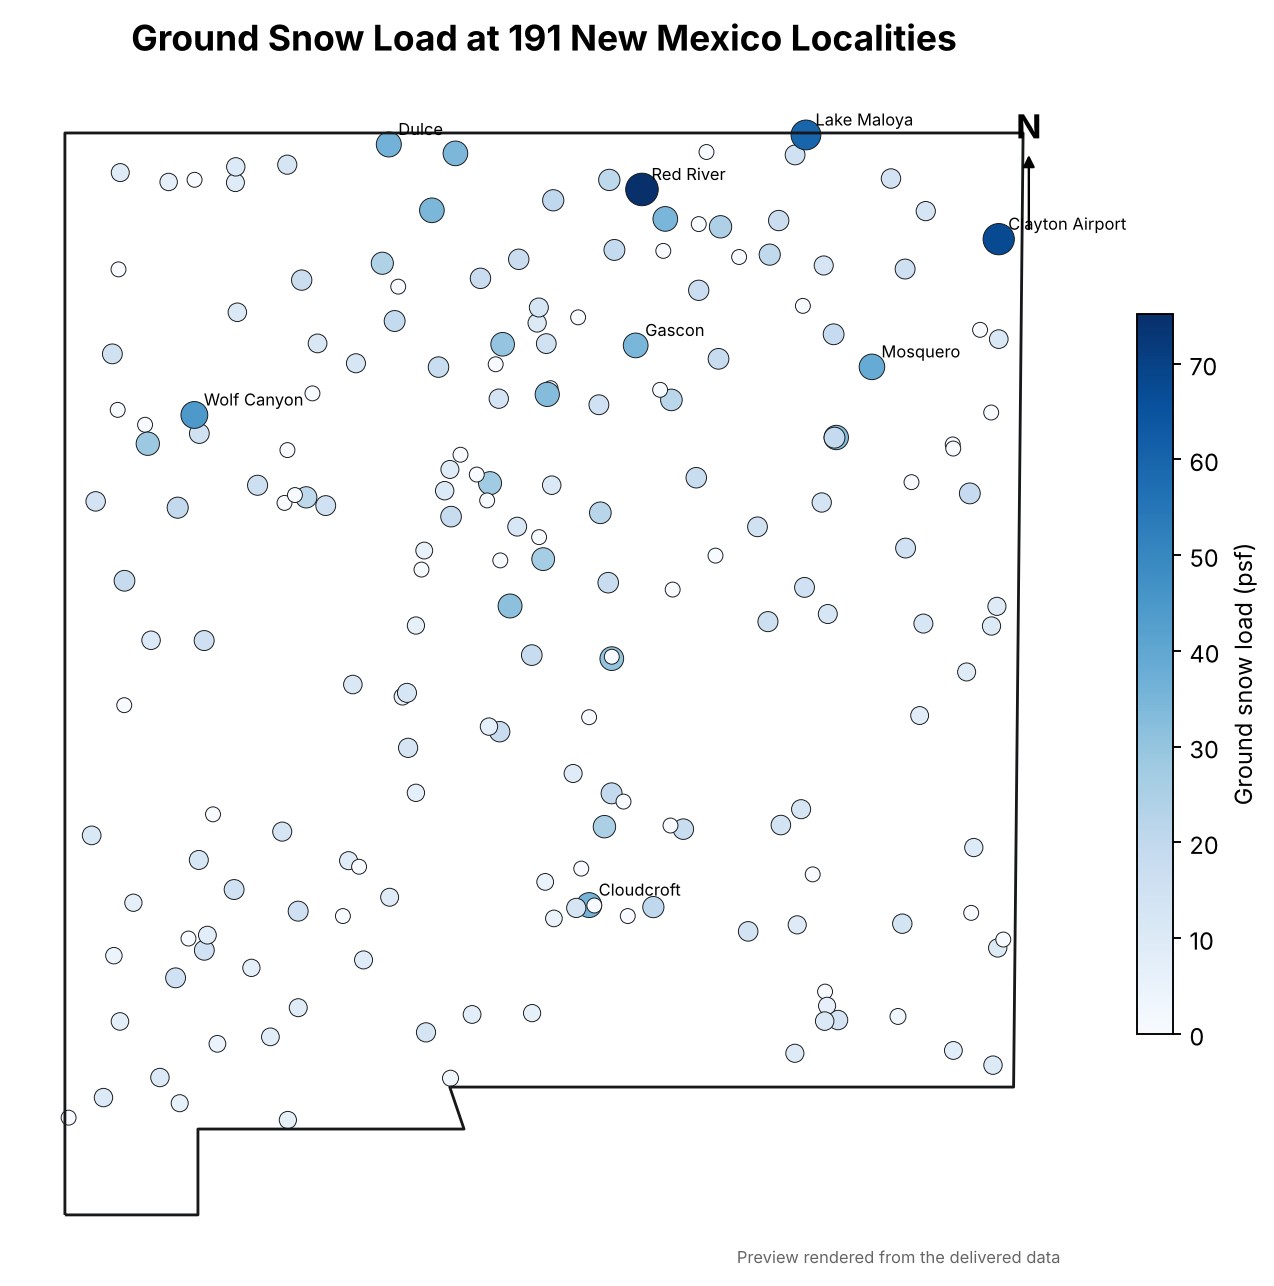 Ground Snow Load at 191 New Mexico Localities
N
Lake Maloya
Dulce
Red River
Clayton Airport
Gascon
Mosquero
Wolf Canyon
Cloudcroft
70
60
50
40
30
20
10
0
Ground snow load (psf)
Preview rendered from the delivered data